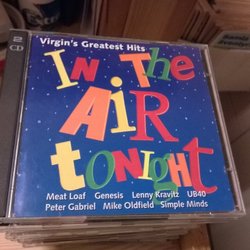 2
CD
Virgin's Greatest Hits
In The
Air
tonight
Meat Loaf Genesis Lenny Kravitz UB40
Peter Gabriel Mike Oldfield Simple Minds